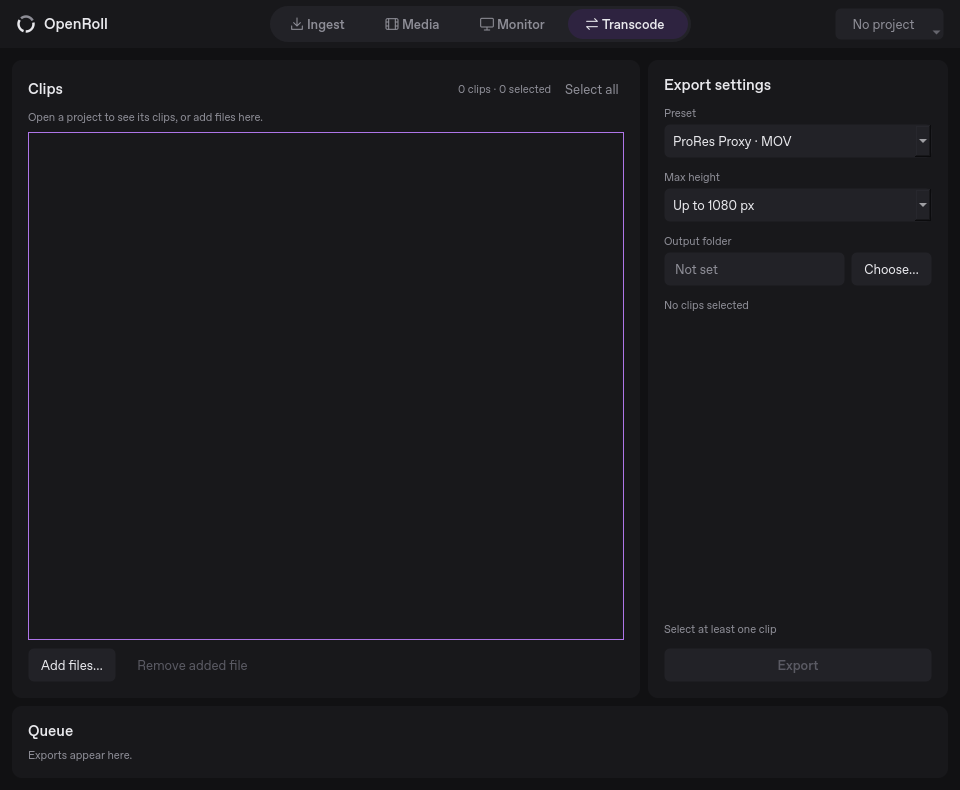 OpenRoll
Ingest
Media
Monitor
Transcode
No project
Clips
0 clips · 0 selected
Select all
Open a project to see its clips, or add files here.
Add files...
Remove added file
Export settings
Preset
ProRes Proxy · MOV
Max height
Up to 1080 px
Output folder
Not set
Choose...
No clips selected
Select at least one clip
Export
Queue
Exports appear here.